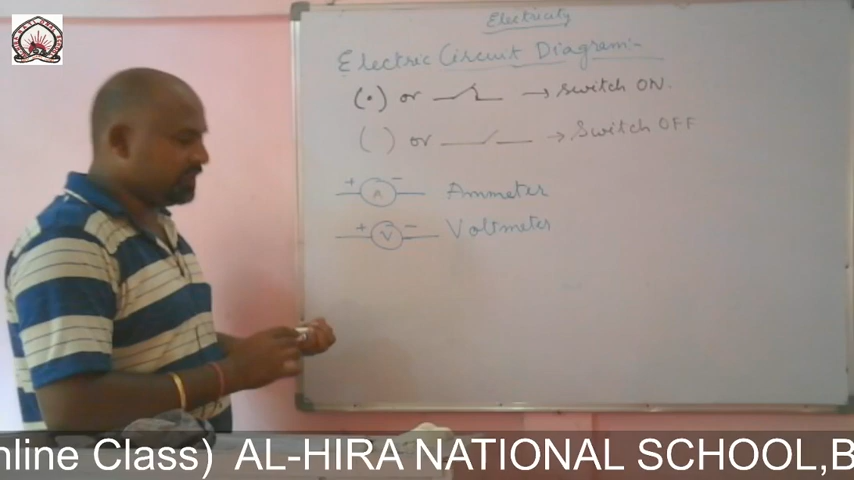 Electricity
Electric Circuit Diagram:-
(•) or → Switch ON.
( ) or → Switch OFF
+ A - Ammeter
+ V - Voltmeter
nline Class) AL-HIRA NATIONAL SCHOOL,B